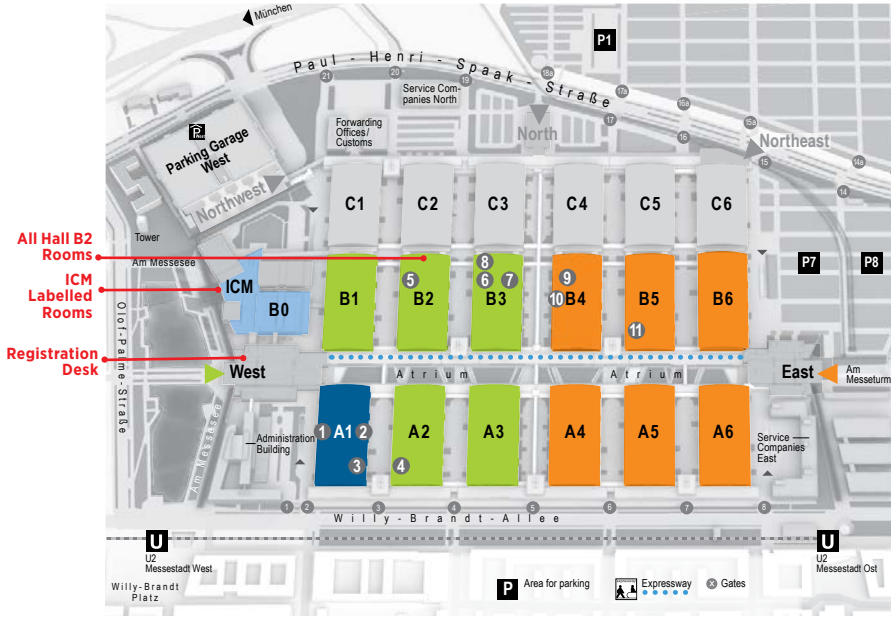 München
P1
Paul - Henri - Spaak - Straße
21
20
19
18a
17a
16a
15a
14a
Service Com-
panies North
17
16
15
14
P
West
Parking Garage
West
Forwarding
Offices/
Customs
North
Northeast
Northwest
C1
C2
C3
C4
C5
C6
Tower
Am Messesee
All Hall B2
Rooms
ICM
Labelled
Rooms
Registration
Desk
ICM
B0
B1
5
B2
8
6
7
B3
9
10
B4
B5
11
B6
P7
P8
Olof-Palme-Straße
West
Atrium
Atrium
East
Am
Messeturm
Am Messasee
Administration
Building
1
A1
2
3
A2
4
A3
A4
A5
A6
Service
Companies
East
1
2
3
4
5
6
7
8
Willy-Brandt-Allee
U
U2
Messestadt West
U
U2
Messestadt Ost
Willy-Brandt
Platz
P
Area for parking
Expressway
x
Gates